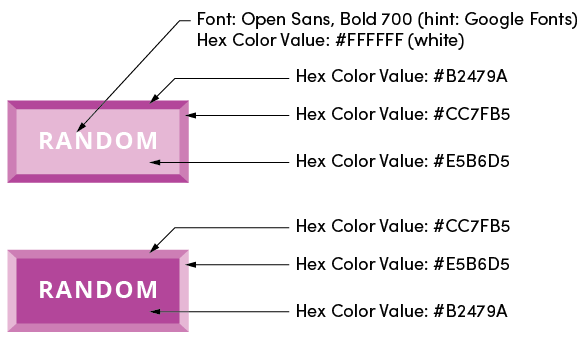 Font: Open Sans, Bold 700 (hint: Google Fonts)
Hex Color Value: #FFFFFF (white)
Hex Color Value: #B2479A
Hex Color Value: #CC7FB5
RANDOM
Hex Color Value: #E5B6D5
Hex Color Value: #CC7FB5
Hex Color Value: #E5B6D5
RANDOM
Hex Color Value: #B2479A